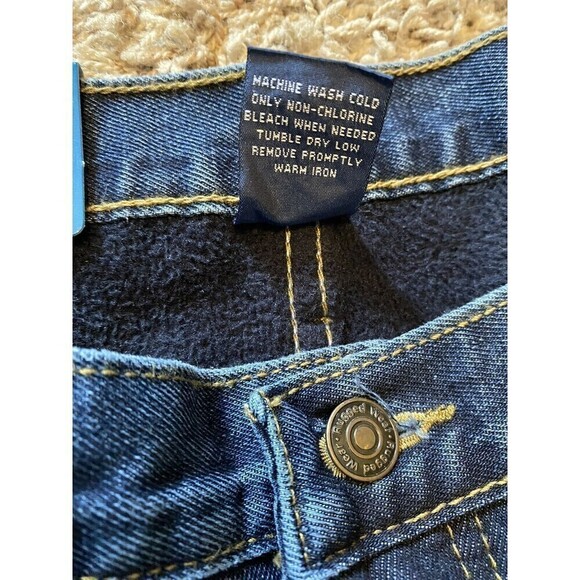 MACHINE WASH COLD
ONLY NON-CHLORINE
BLEACH WHEN NEEDED
TUMBLE DRY LOW
REMOVE PROMPTLY
WARM IRON
Rugged Wear • Rugged Wear •